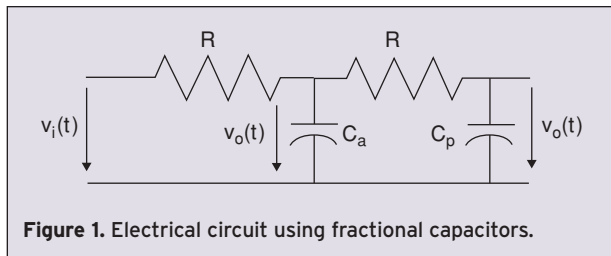 R R
v_i(t) v_o(t) C_a C_p v_o(t)
Figure 1. Electrical circuit using fractional capacitors.